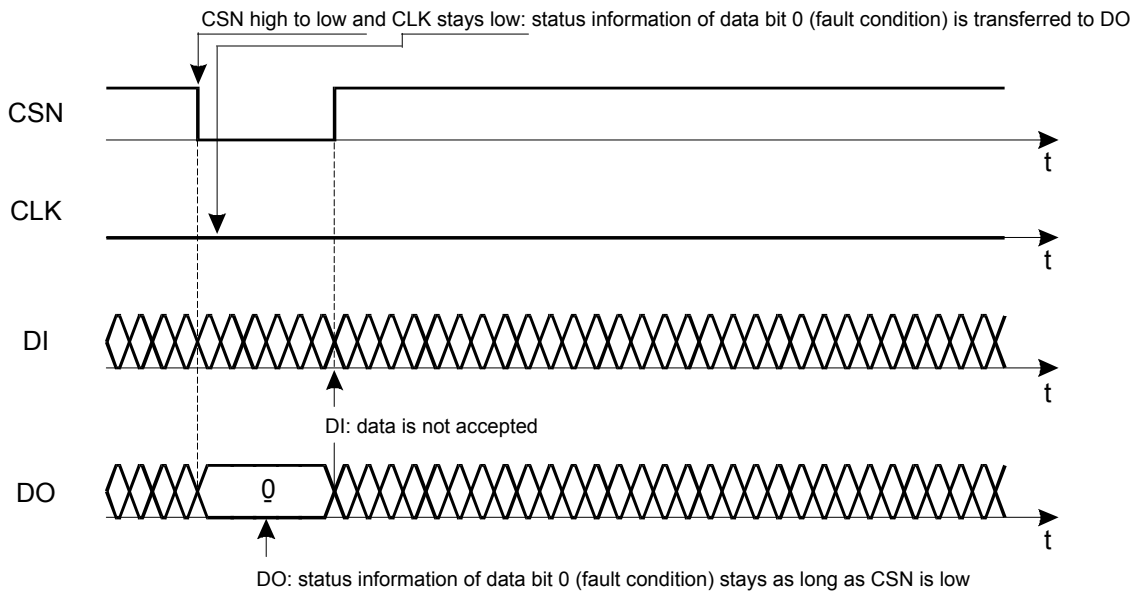 CSN high to low and CLK stays low: status information of data bit 0 (fault condition) is transferred to DO
CSN
t
CLK
t
DI
t
DI: data is not accepted
DO
0
t
DO: status information of data bit 0 (fault condition) stays as long as CSN is low